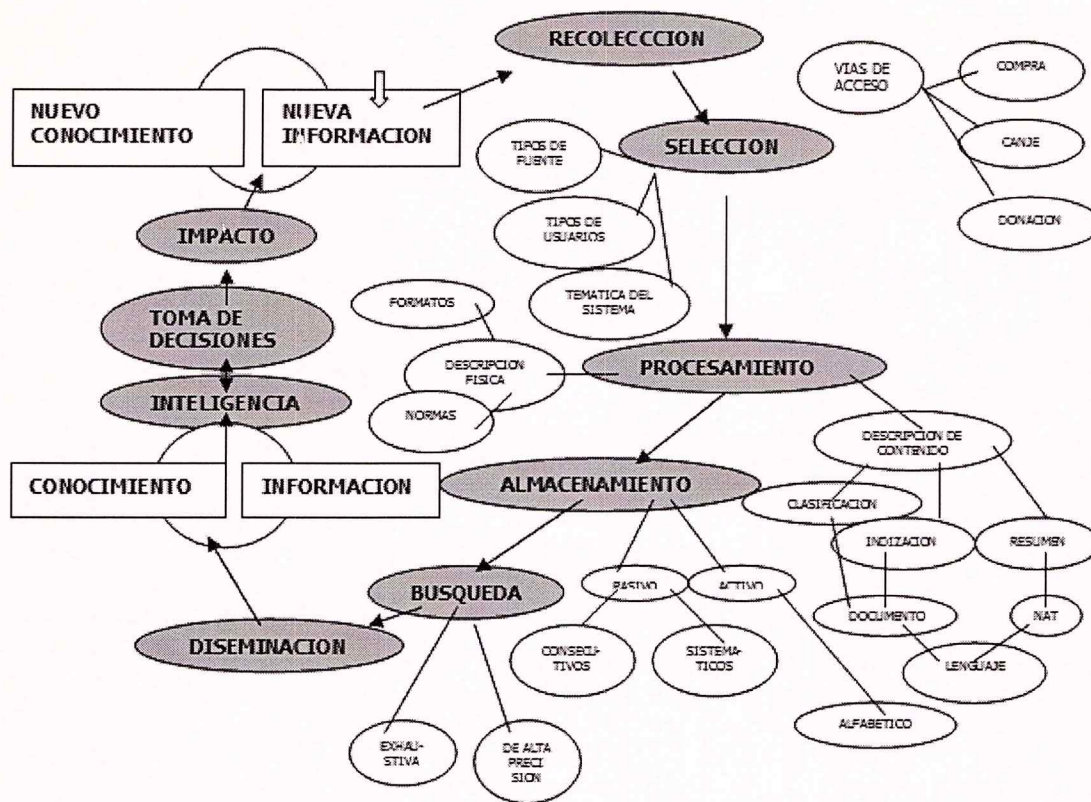 RECOLECCCION
VIAS DE
ACCESO
COMPRA
NUEVO
CONOCIMIENTO
NUEVA
INFORMACION
TIPOS DE
FUENTE
SELECCION
CANJE
TIPOS DE
USUARIOS
DONACION
IMPACTO
TEMATICA DEL
SISTEMA
FORMATOS
TOMA DE
DECISIONES
DESCRIPCION
FISICA
PROCESAMIENTO
INTELIGENCIA
NORMAS
DESCRIPCION DE
CONTENIDO
CONOCIMIENTO
INFORMACION
ALMACENAMIENTO
CLASIFICACION
INDIZACION
RESUMEN
BUSQUEDA
PASIVO
ACTIVO
DOCUMENTO
NAT
DISEMINACION
CONSECU-
TIVOS
SISTEMA-
TICOS
LENGUAJE
ALFABETICO
EXHAU-
STIVA
DE ALTA
PRECI
SION